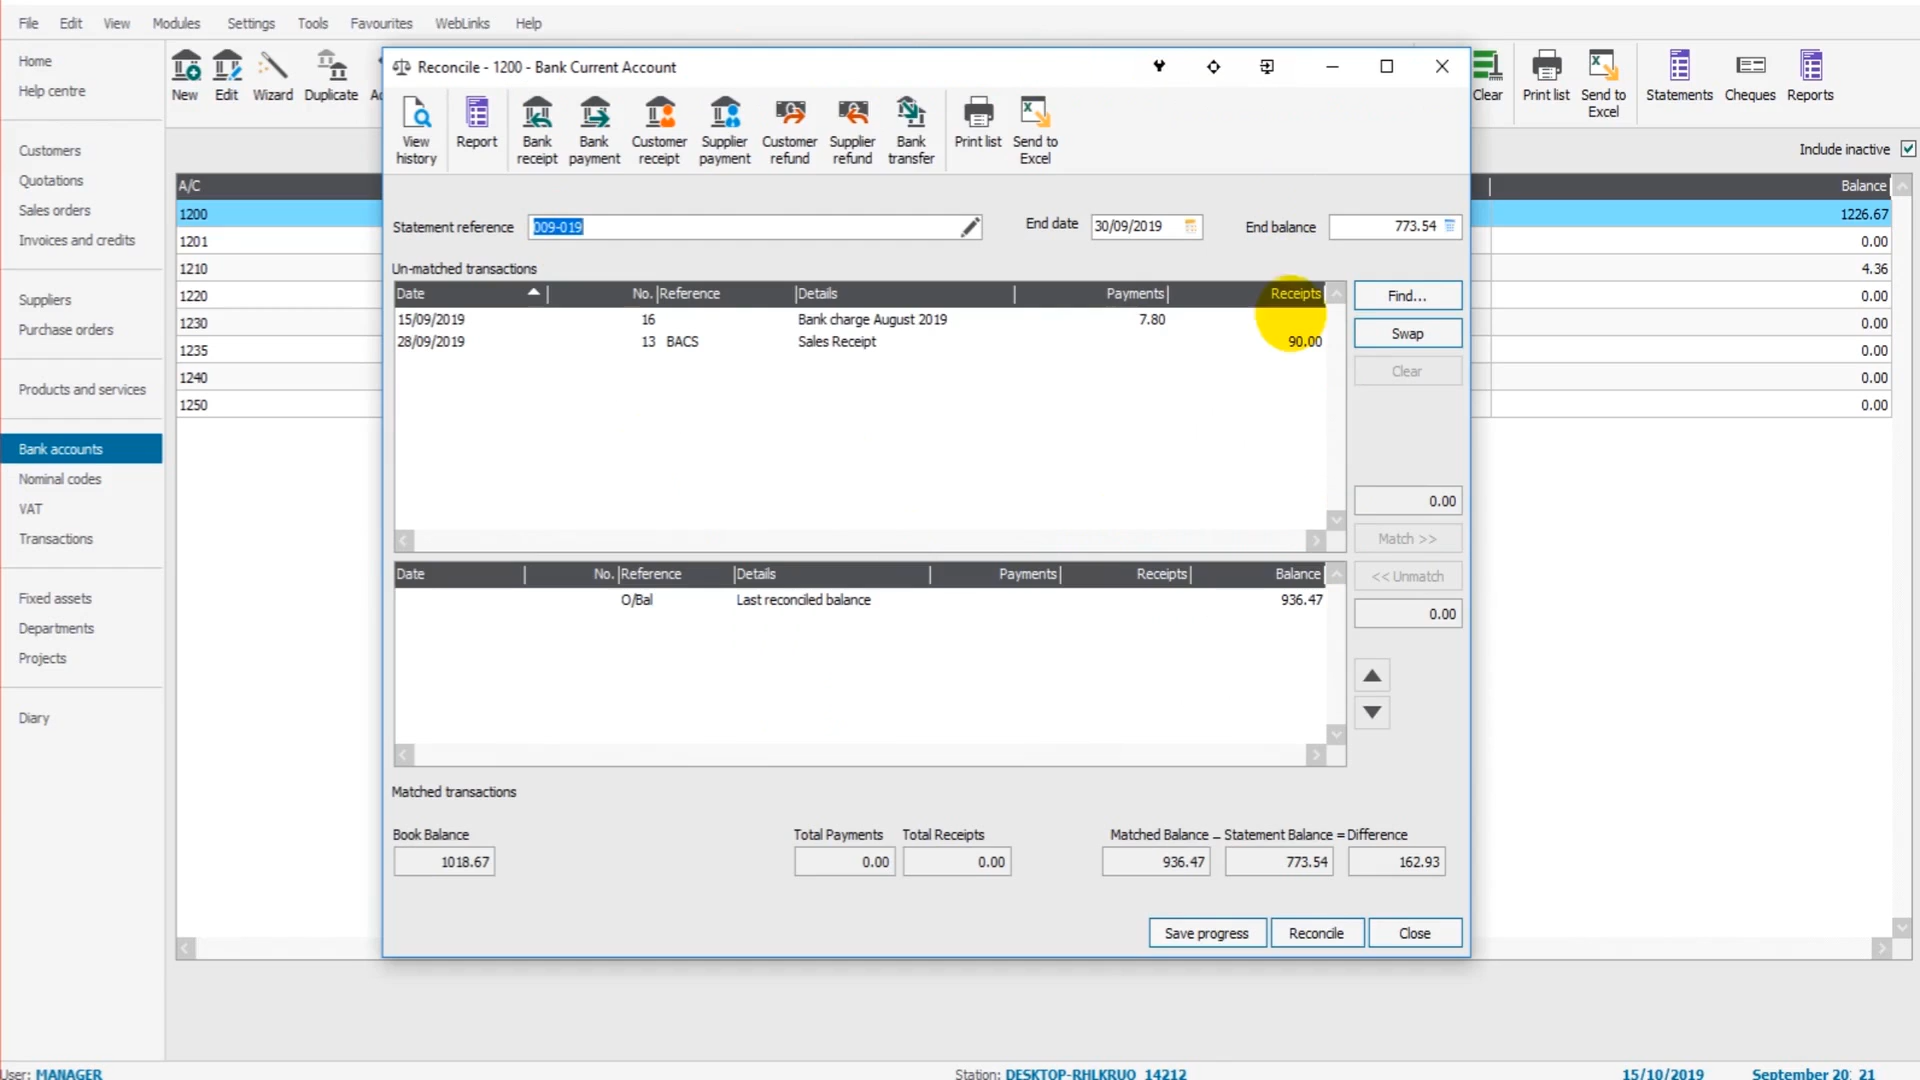 File Edit View Modules Settings Tools Favourites WebLinks Help
Home
Help centre
Customers
Quotations
Sales orders
Invoices and credits
Suppliers
Purchase orders
Products and services
Bank accounts
Nominal codes
VAT
Transactions
Fixed assets
Departments
Projects
Diary
New Edit Wizard Duplicate
Clear Print list Send to Excel Statements Cheques Reports
Include inactive
A/C Balance
1200 1226.67
1201 0.00
1210 4.36
1220 0.00
1230 0.00
1235 0.00
1240 0.00
1250 0.00
Reconcile - 1200 - Bank Current Account
View history Report Bank receipt Bank payment Customer receipt Supplier payment Customer refund Supplier refund Bank transfer Print list Send to Excel
Statement reference 009-019 End date 30/09/2019 End balance 773.54
Un-matched transactions
Date No. Reference Details Payments Receipts
15/09/2019 16 Bank charge August 2019 7.80
28/09/2019 13 BACS Sales Receipt 90.00
Find...
Swap
Clear
0.00
Match >>
<< Unmatch
0.00
Date No. Reference Details Payments Receipts Balance
O/Bal Last reconciled balance 936.47
Matched transactions
Book Balance Total Payments Total Receipts Matched Balance – Statement Balance = Difference
1018.67 0.00 0.00 936.47 773.54 162.93
Save progress Reconcile Close
User: MANAGER Station: DESKTOP-RHLKRUO_14212 15/10/2019 September